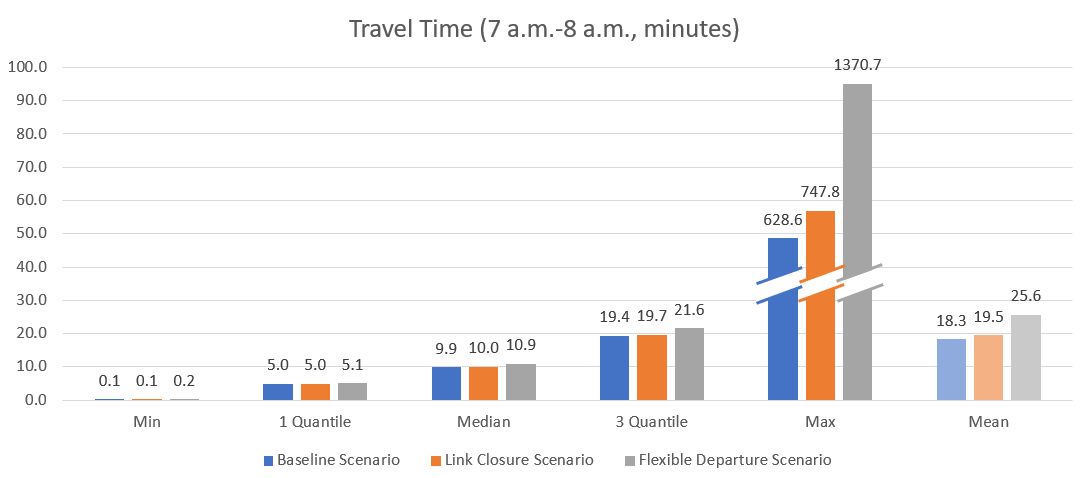 Travel Time (7 a.m.-8 a.m., minutes)
100.0
90.0
80.0
70.0
60.0
50.0
40.0
30.0
20.0
10.0
0.0
0.1 0.1 0.2
5.0 5.0 5.1
9.9 10.0 10.9
19.4 19.7 21.6
628.6 747.8 1370.7
18.3 19.5 25.6
Min 1 Quantile Median 3 Quantile Max Mean
Baseline Scenario Link Closure Scenario Flexible Departure Scenario